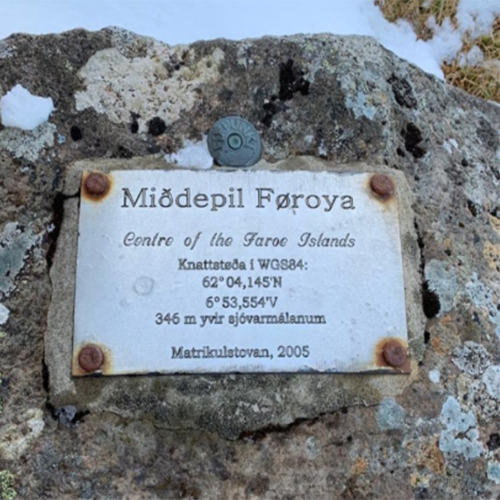 Miðdepil Føroya
Centre of the Faroe Islands
Knattstøða í WGS84:
62° 04,145'N
6° 53,554'V
346 m yvir sjóvarmálanum
Matrikulstovan, 2005